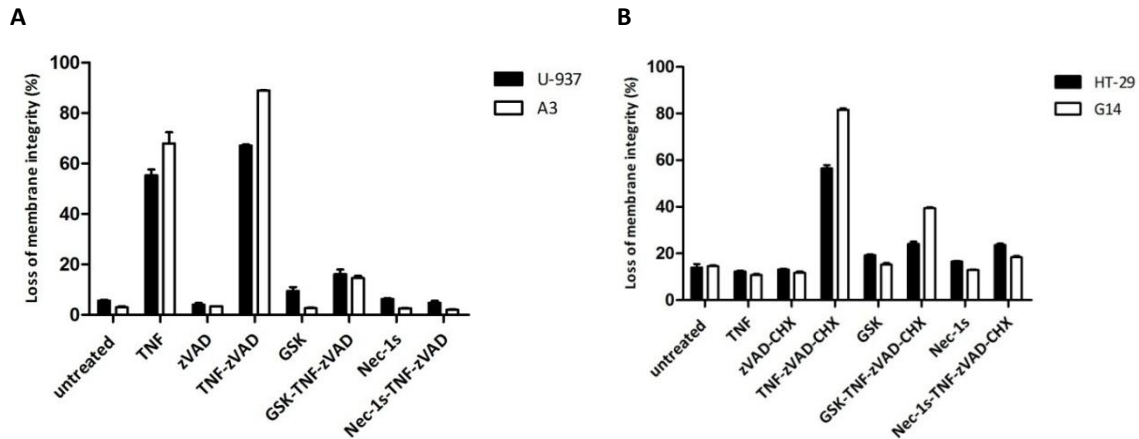 A
Loss of membrane integrity (%)
100
80
60
40
20
0
untreated
TNF
zVAD
TNF-zVAD
GSK
GSK-TNF-zVAD
Nec-1s
Nec-1s-TNF-zVAD
U-937
A3
B
Loss of membrane integrity (%)
100
80
60
40
20
0
untreated
TNF
zVAD-CHX
TNF-zVAD-CHX
GSK
GSK-TNF-zVAD-CHX
Nec-1s
Nec-1s-TNF-zVAD-CHX
HT-29
G14